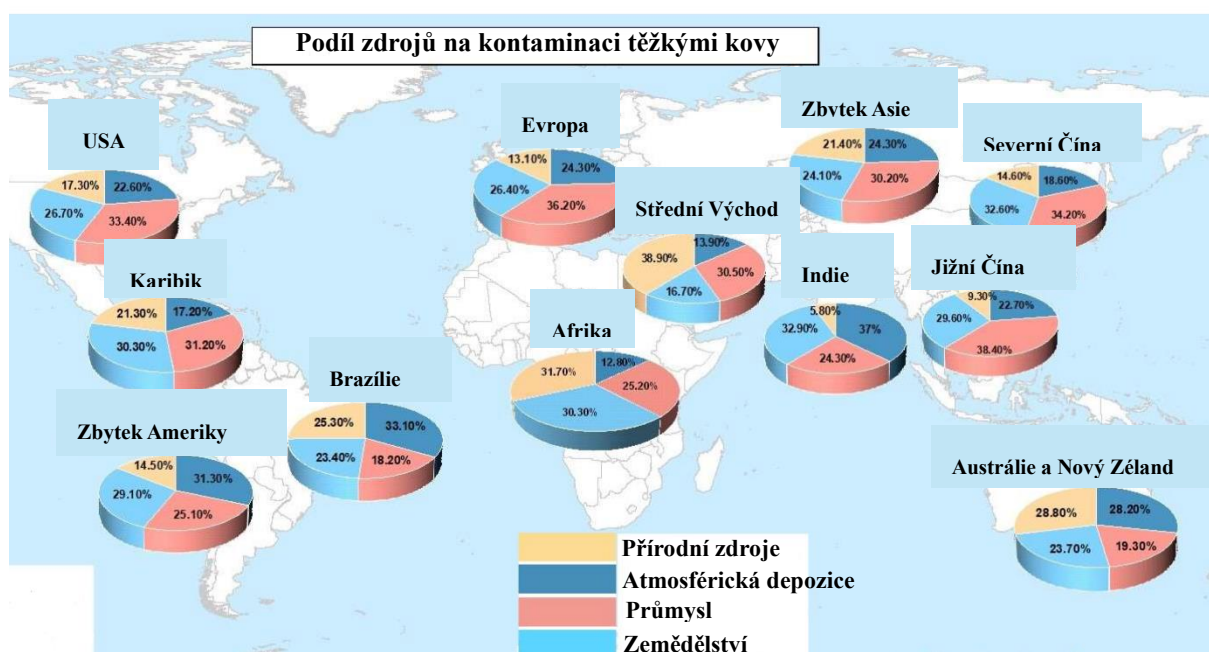 Podíl zdrojů na kontaminaci těžkými kovy
USA
17.30%
22.60%
26.70%
33.40%
Evropa
13.10%
24.30%
26.40%
36.20%
Zbytek Asie
21.40%
24.30%
24.10%
30.20%
Severní Čína
14.60%
18.60%
32.60%
34.20%
Střední Východ
13.90%
38.90%
30.50%
16.70%
Karibik
21.30%
17.20%
30.30%
31.20%
Indie
5.80%
32.90%
37%
24.30%
Jižní Čína
9.30%
22.70%
29.60%
38.40%
Afrika
31.70%
12.80%
25.20%
30.30%
Brazílie
25.30%
33.10%
23.40%
18.20%
Zbytek Ameriky
14.50%
31.30%
29.10%
25.10%
Austrálie a Nový Zéland
28.80%
28.20%
23.70%
19.30%
Přírodní zdroje
Atmosférická depozice
Průmysl
Zemědělství